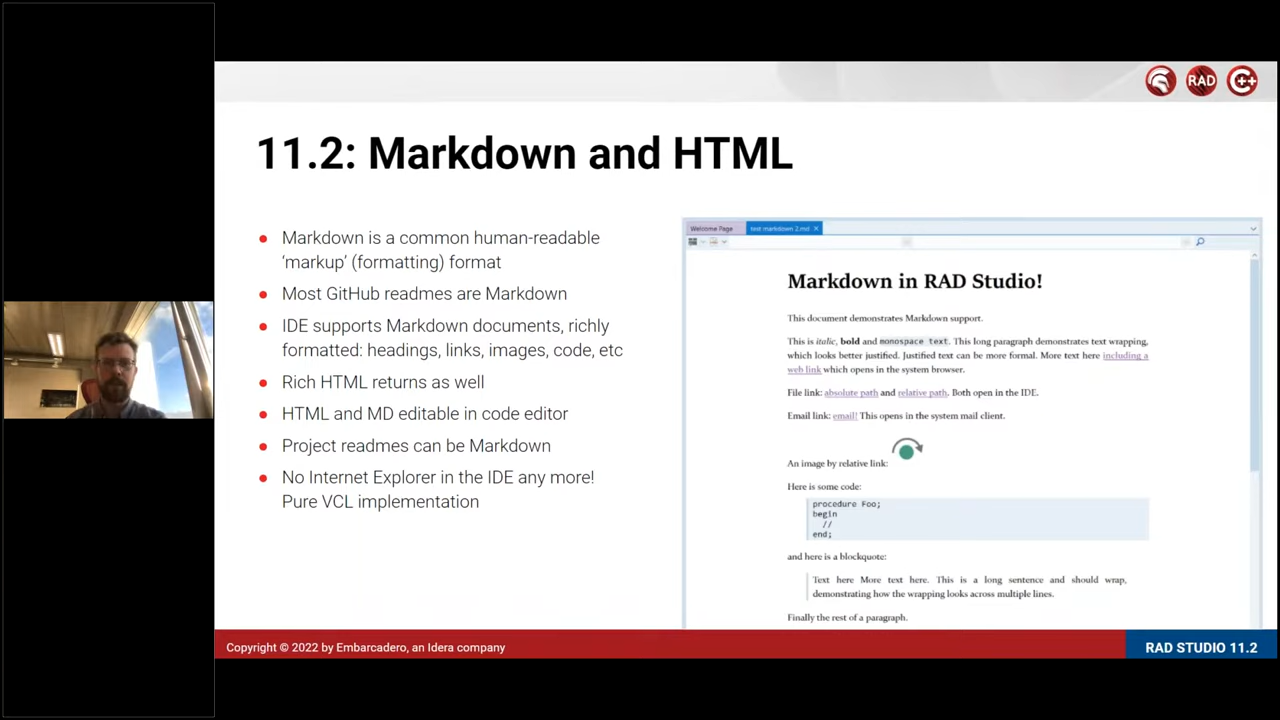 RAD
C++
11.2: Markdown and HTML
Markdown is a common human-readable
‘markup’ (formatting) format
Most GitHub readmes are Markdown
IDE supports Markdown documents, richly
formatted: headings, links, images, code, etc
Rich HTML returns as well
HTML and MD editable in code editor
Project readmes can be Markdown
No Internet Explorer in the IDE any more!
Pure VCL implementation
Welcome Page
test markdown 2.md
Markdown in RAD Studio!
This document demonstrates Markdown support.
This is italic, bold and monospace text. This long paragraph demonstrates text wrapping,
which looks better justified. Justified text can be more formal. More text here including a
web link which opens in the system browser.
File link: absolute path and relative path. Both open in the IDE.
Email link: email! This opens in the system mail client.
An image by relative link:
Here is some code:
procedure Foo;
begin
//
end;
and here is a blockquote:
Text here More text here. This is a long sentence and should wrap,
demonstrating how the wrapping looks across multiple lines.
Finally the rest of a paragraph.
Copyright © 2022 by Embarcadero, an Idera company
RAD STUDIO 11.2